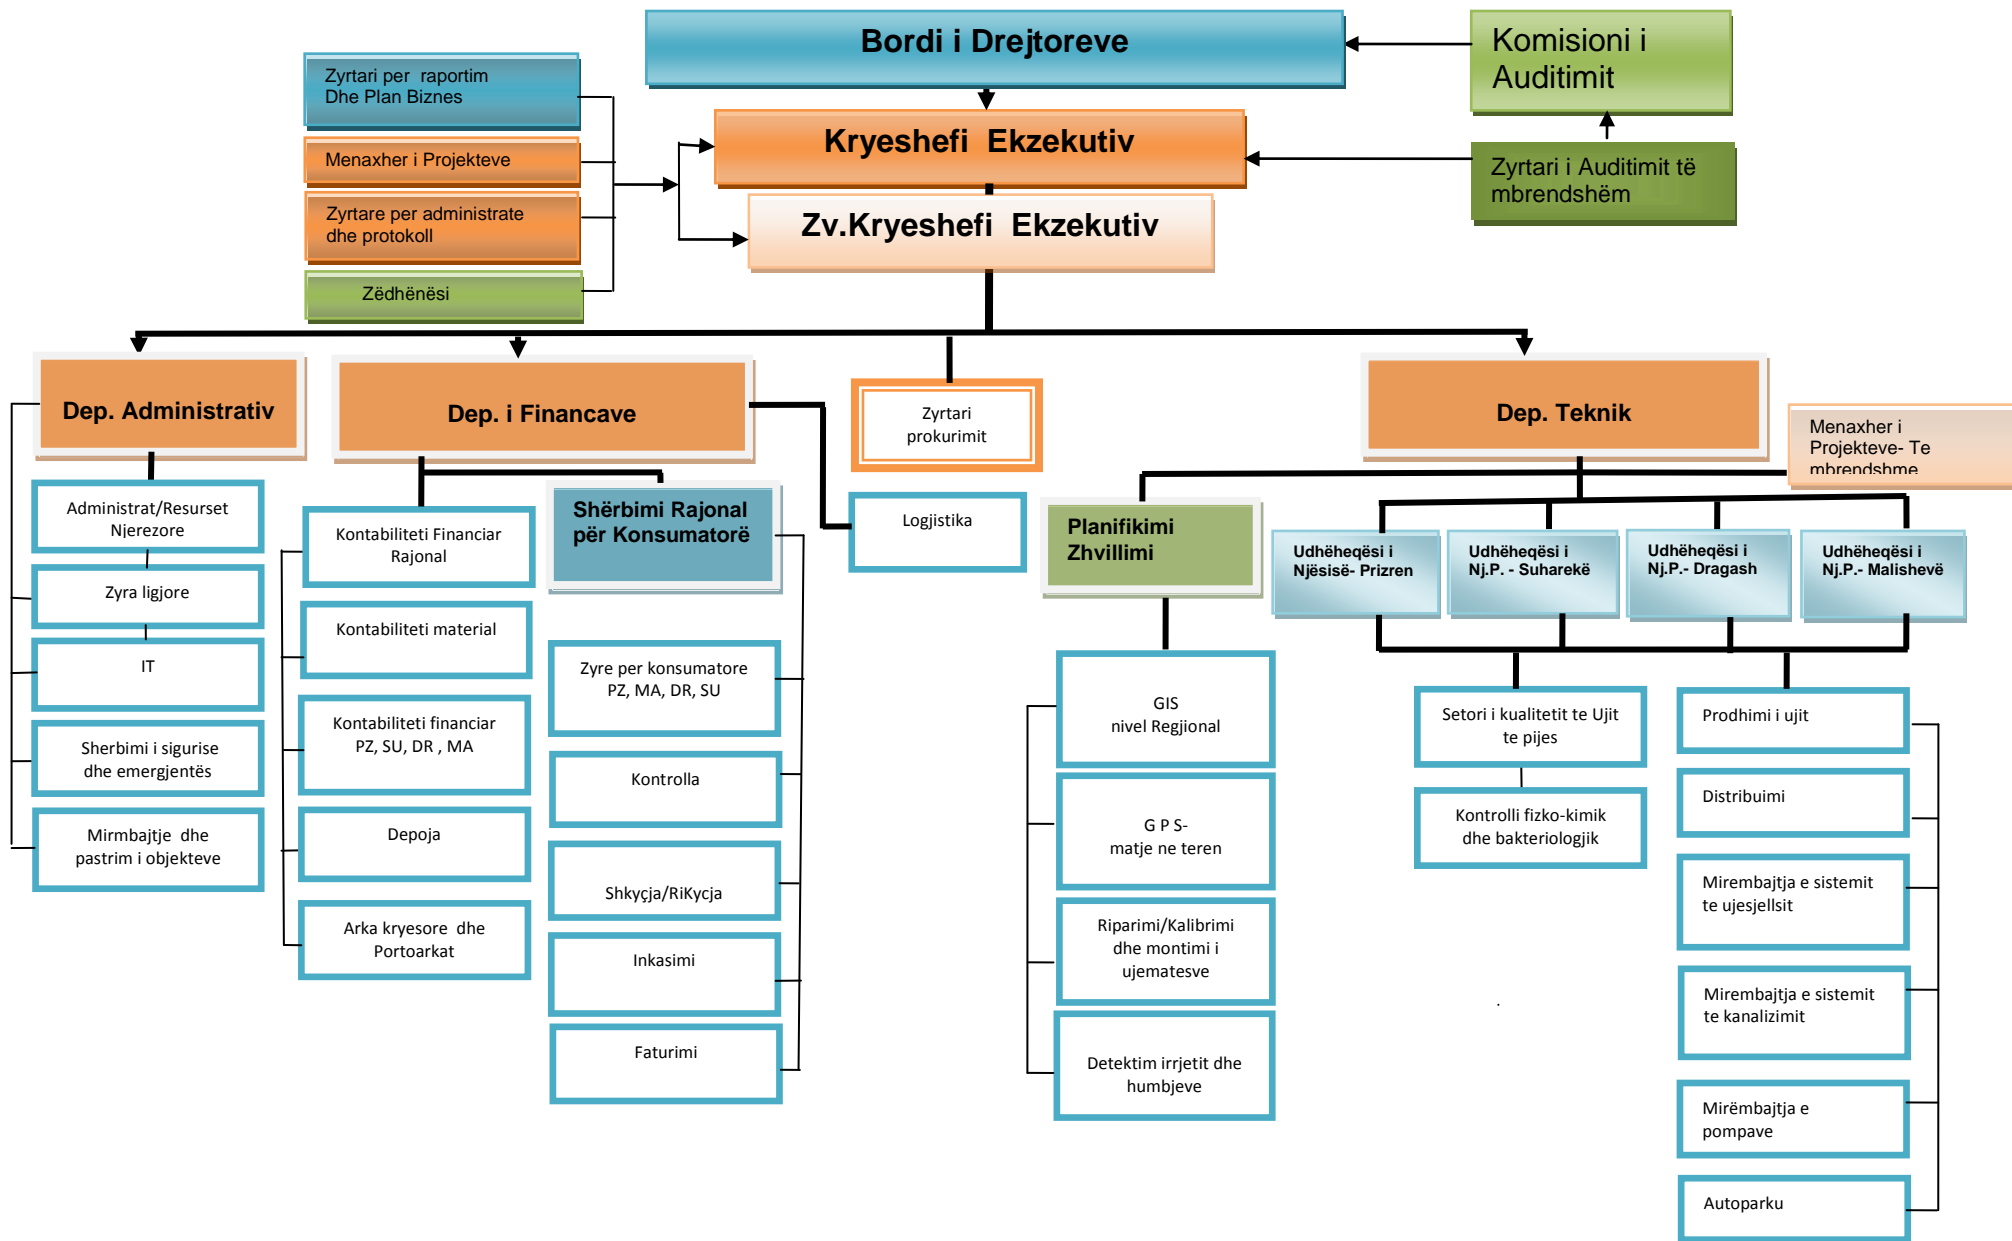 Bordi i Drejtoreve
Komisioni i
Auditimit
Zyrtari per raportim
Dhe Plan Biznes
Kryeshefi Ekzekutiv
Menaxher i Projekteve
Zyrtari i Auditimit të
mbrendshëm
Zyrtare per administrate
dhe protokoll
Zv.Kryeshefi Ekzekutiv
Zëdhënësi
Dep. Administrativ
Dep. i Financave
Zyrtari
prokurimit
Dep. Teknik
Menaxher i
Projekteve- Te
mbrendshme
Administrat/Resurset
Njerezore
Zyra ligjore
IT
Sherbimi i sigurise
dhe emergjentës
Mirmbajtje dhe
pastrim i objekteve
Kontabiliteti Financiar
Rajonal
Kontabiliteti material
Kontabiliteti financiar
PZ, SU, DR , MA
Depoja
Arka kryesore dhe
Portoarkat
Shërbimi Rajonal
për Konsumatorë
Zyre per konsumatore
PZ, MA, DR, SU
Kontrolla
Shkyçja/RiKycja
Inkasimi
Faturimi
Logjistika
Planifikimi
Zhvillimi
GIS
nivel Regjional
G P S-
matje ne teren
Riparimi/Kalibrimi
dhe montimi i
ujematesve
Detektim irrjetit dhe
humbjeve
Udhëheqësi i
Njësisë- Prizren
Udhëheqësi i
Nj.P. - Suharekë
Udhëheqësi i
Nj.P.- Dragash
Udhëheqësi i
Nj.P.- Malishevë
Setori i kualitetit te Ujit
te pijes
Kontrolli fizko-kimik
dhe bakteriologjik
.
Prodhimi i ujit
Distribuimi
Mirembajtja e sistemit
te ujesjellsit
Mirembajtja e sistemit
te kanalizimit
Mirëmbajtja e
pompave
Autoparku